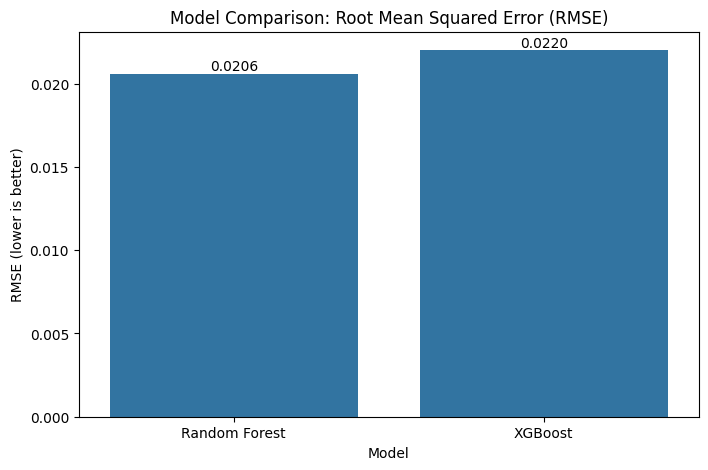 Model Comparison: Root Mean Squared Error (RMSE)
0.0206
0.0220
RMSE (lower is better)
0.020
0.015
0.010
0.005
0.000
Random Forest
XGBoost
Model